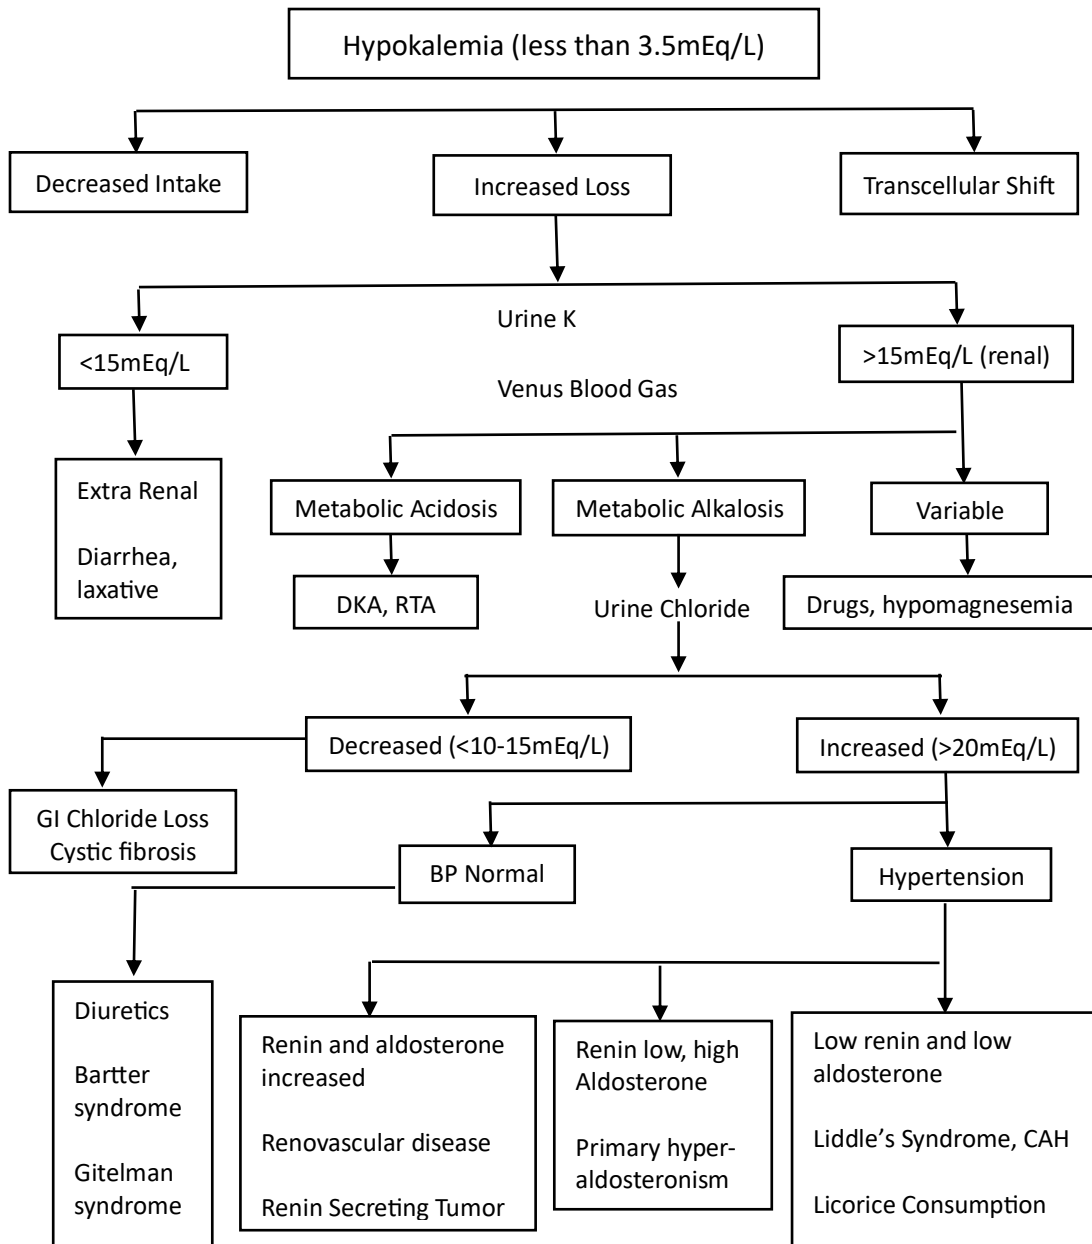 Hypokalemia (less than 3.5mEq/L)
Decreased Intake
Increased Loss
Transcellular Shift
Urine K
<15mEq/L
>15mEq/L (renal)
Venus Blood Gas
Extra Renal
Diarrhea,
laxative
Metabolic Acidosis
Metabolic Alkalosis
Variable
DKA, RTA
Urine Chloride
Drugs, hypomagnesemia
Decreased (<10-15mEq/L)
Increased (>20mEq/L)
GI Chloride Loss
Cystic fibrosis
BP Normal
Hypertension
Diuretics
Bartter
syndrome
Gitelman
syndrome
Renin and aldosterone
increased
Renovascular disease
Renin Secreting Tumor
Renin low, high
Aldosterone
Primary hyper-
aldosteronism
Low renin and low
aldosterone
Liddle's Syndrome, CAH
Licorice Consumption